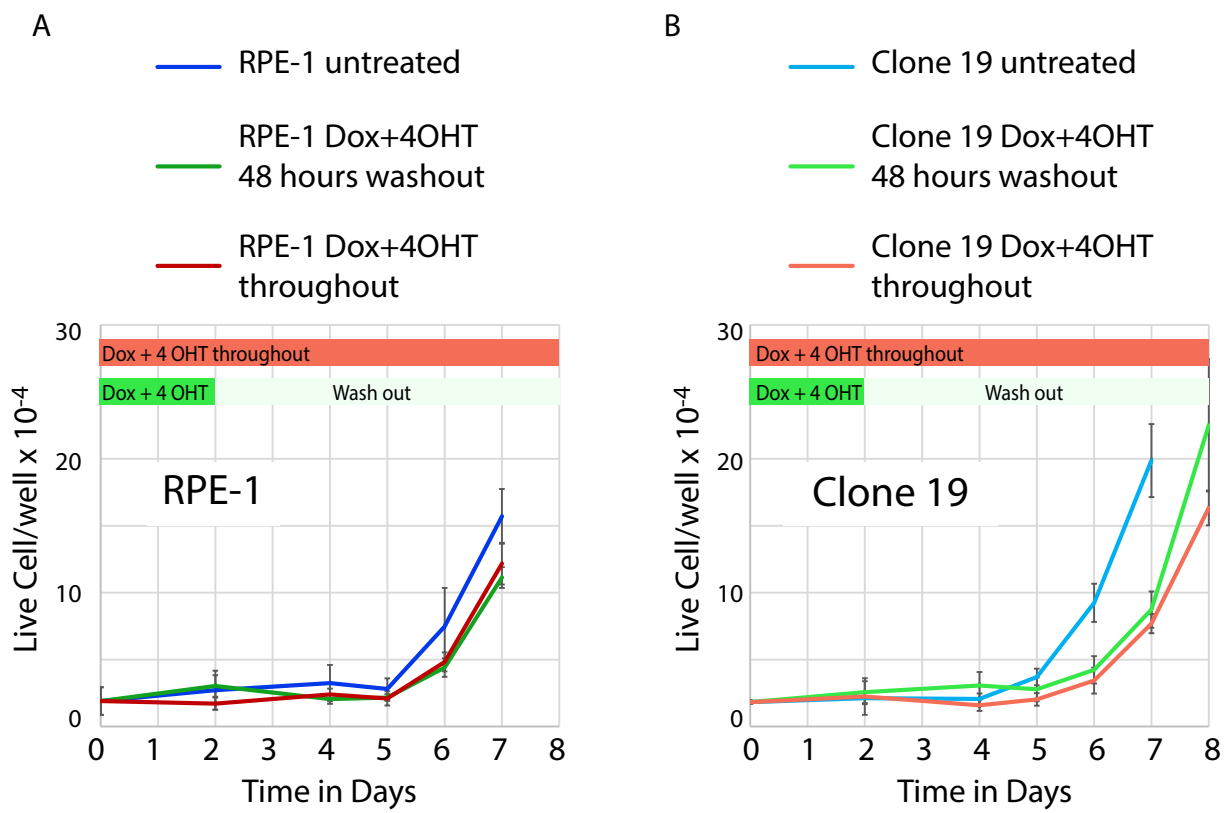 A
RPE-1 untreated
RPE-1 Dox+4OHT
48 hours washout
RPE-1 Dox+4OHT
throughout
30
Dox + 4 OHT throughout
Dox + 4 OHT
Wash out
20
RPE-1
10
0
Live Cell/well x 10-4
0 1 2 3 4 5 6 7 8
Time in Days
B
Clone 19 untreated
Clone 19 Dox+4OHT
48 hours washout
Clone 19 Dox+4OHT
throughout
30
Dox + 4 OHT throughout
Dox + 4 OHT
Wash out
20
Clone 19
10
0
Live Cell/well x 10-4
0 1 2 3 4 5 6 7 8
Time in Days